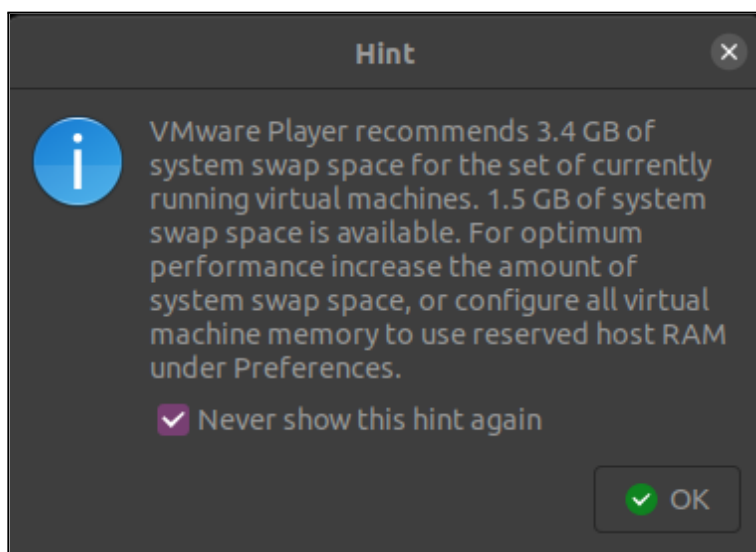 Hint
VMware Player recommends 3.4 GB of
system swap space for the set of currently
running virtual machines. 1.5 GB of system
swap space is available. For optimum
performance increase the amount of
system swap space, or configure all virtual
machine memory to use reserved host RAM
under Preferences.
Never show this hint again
OK